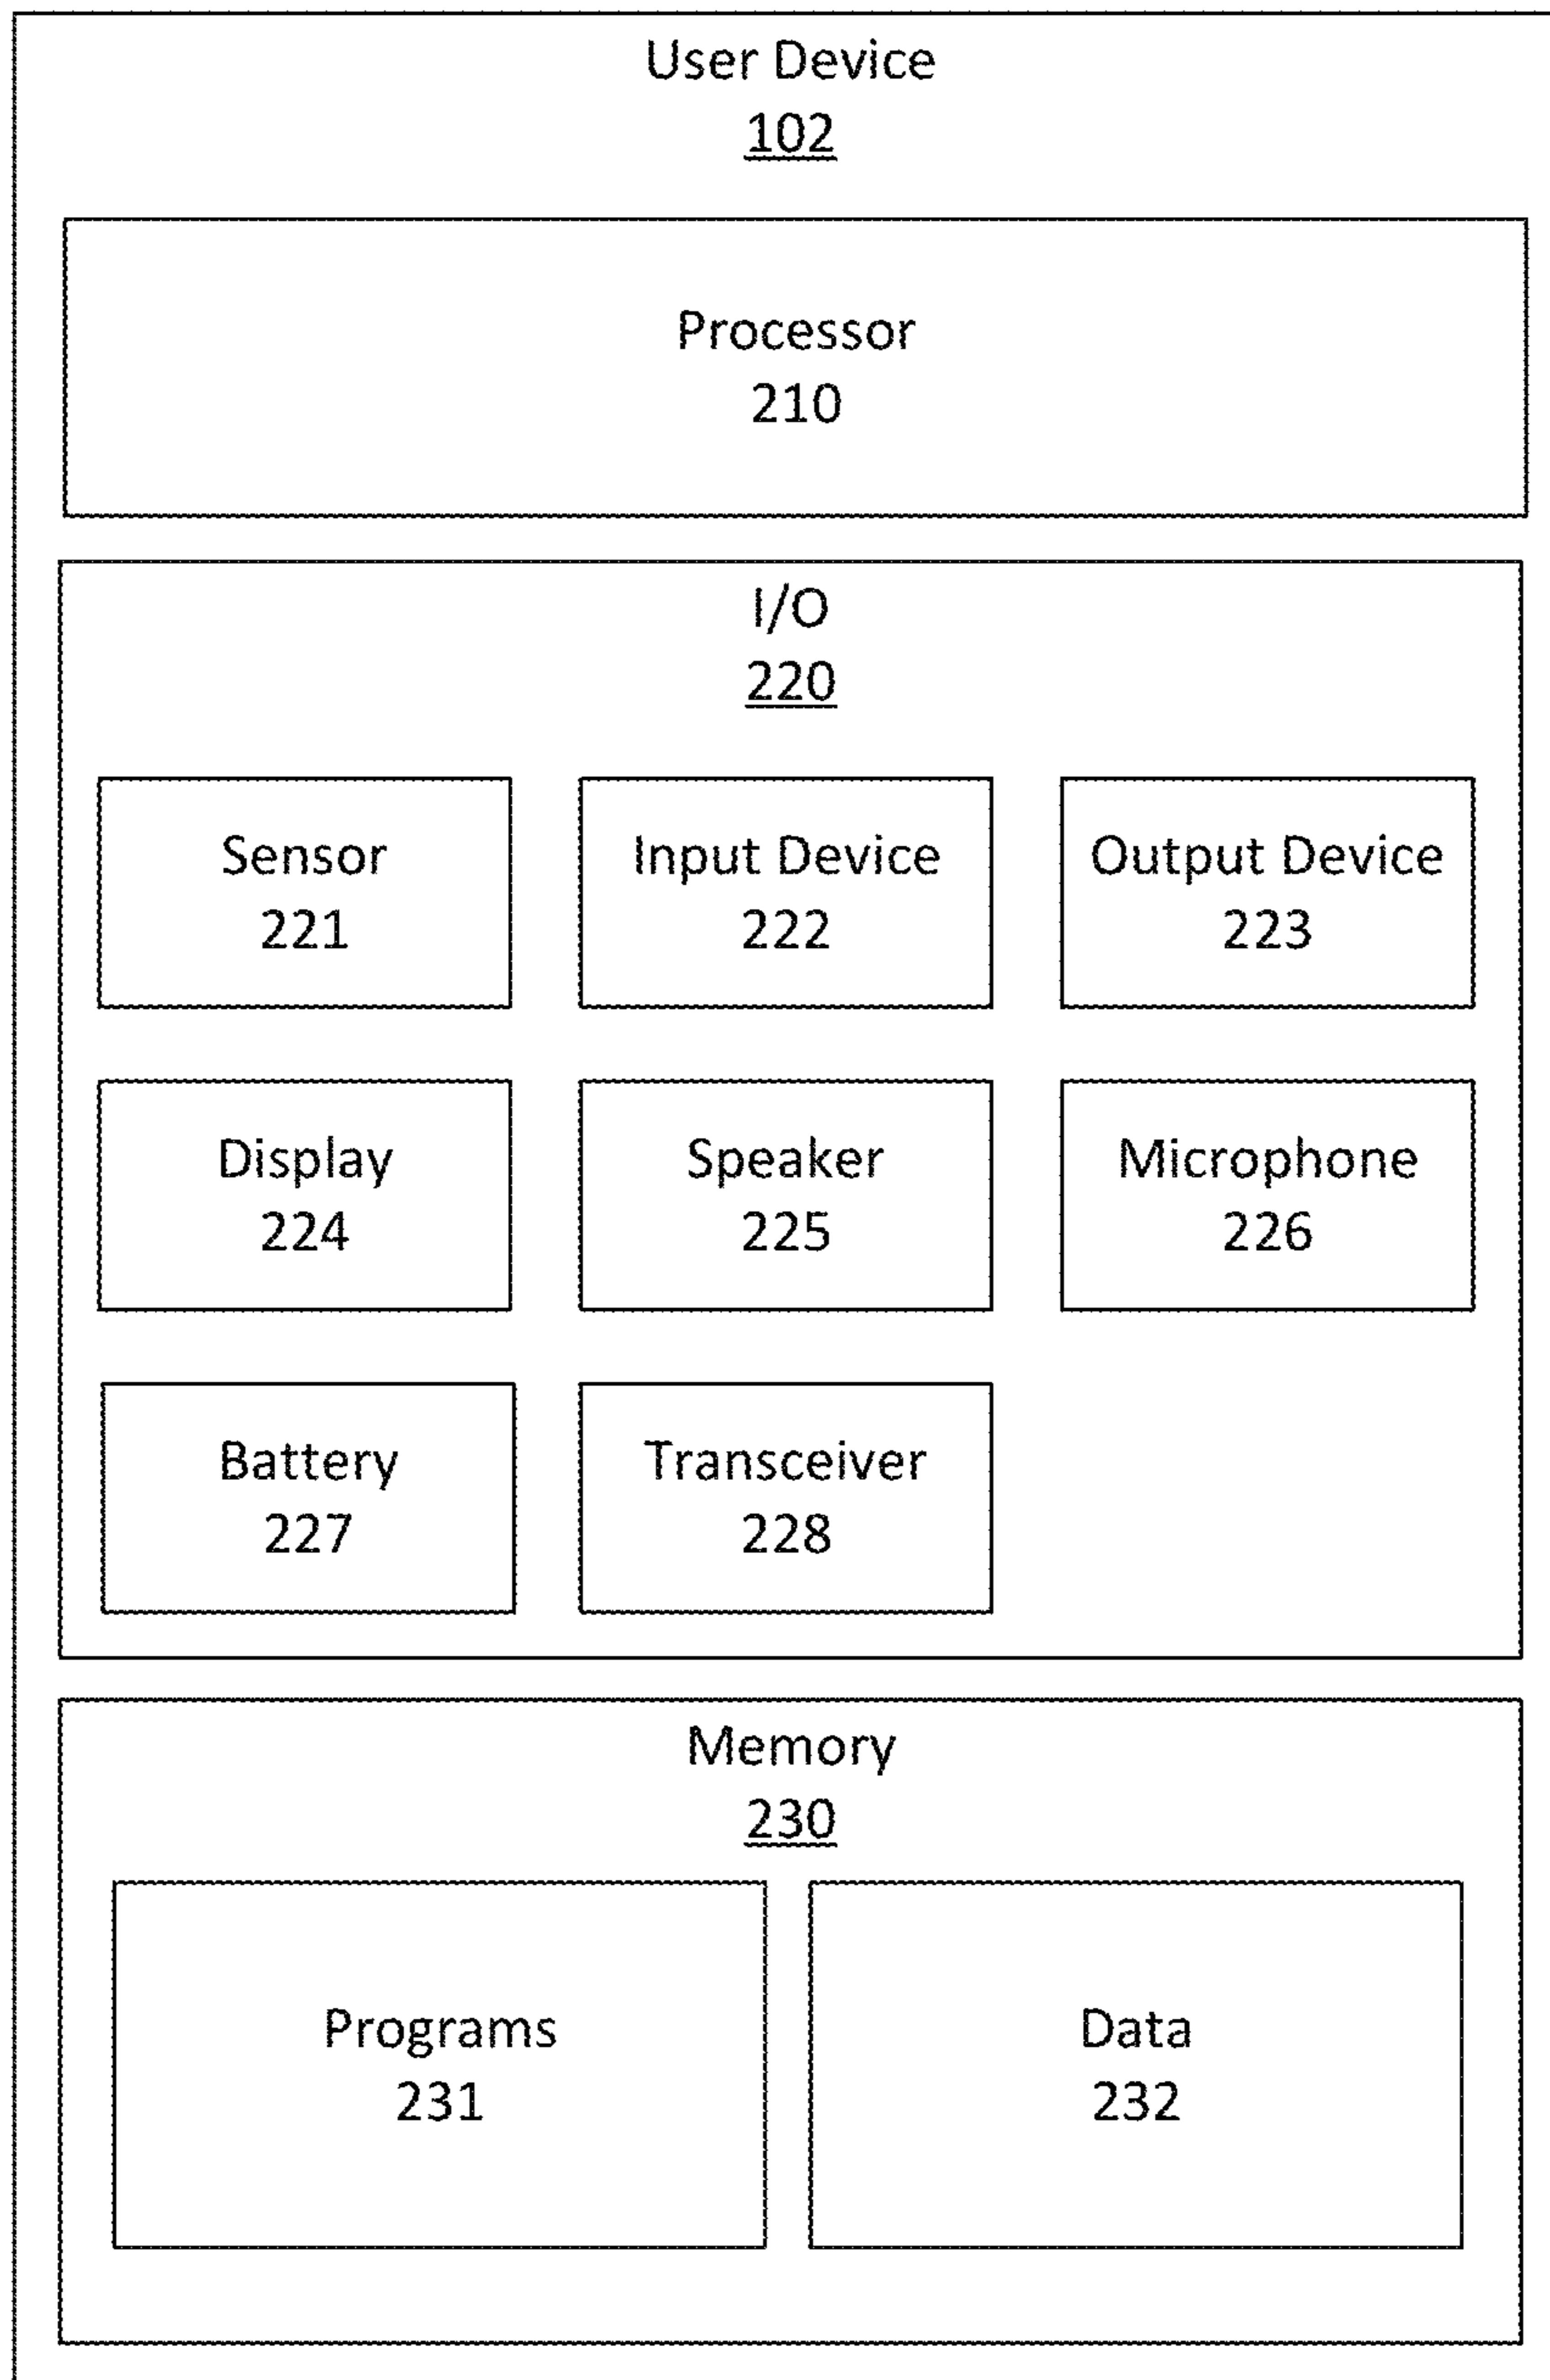 User Device
102
Processor
210
I/O
220
Sensor
221
Input Device
222
Output Device
223
Display
224
Speaker
225
Microphone
226
Battery
227
Transceiver
228
Memory
230
Programs
231
Data
232